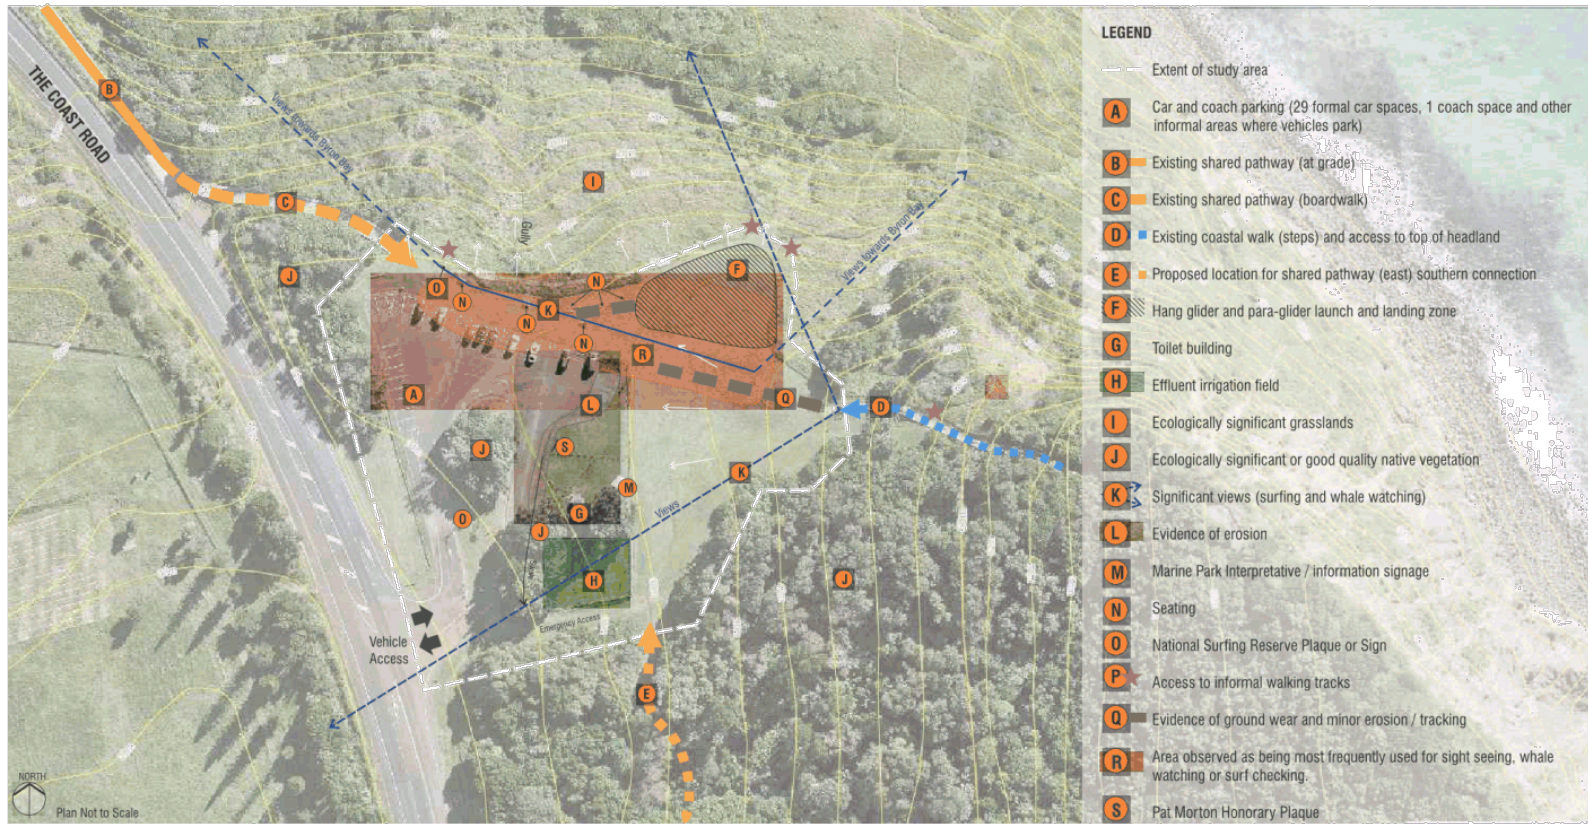 THE COAST ROAD
B
C
J
I
Views towards Byron Bay
Gully
Views towards Byron Bay
F
O
N
N
K
N
N
R
A
L
Q
D
J
S
K
M
O
G
J
Views
H
J
Emergency Access
Vehicle
Access
E
NORTH
Plan Not to Scale
LEGEND
Extent of study area
A Car and coach parking (29 formal car spaces, 1 coach space and other
informal areas where vehicles park)
B Existing shared pathway (at grade)
C Existing shared pathway (boardwalk)
D Existing coastal walk (steps) and access to top of headland
E Proposed location for shared pathway (east) southern connection
F Hang glider and para-glider launch and landing zone
G Toilet building
H Effluent irrigation field
I Ecologically significant grasslands
J Ecologically significant or good quality native vegetation
K Significant views (surfing and whale watching)
L Evidence of erosion
M Marine Park Interpretative / information signage
N Seating
O National Surfing Reserve Plaque or Sign
P Access to informal walking tracks
Q Evidence of ground wear and minor erosion / tracking
R Area observed as being most frequently used for sight seeing, whale
watching or surf checking.
S Pat Morton Honorary Plaque